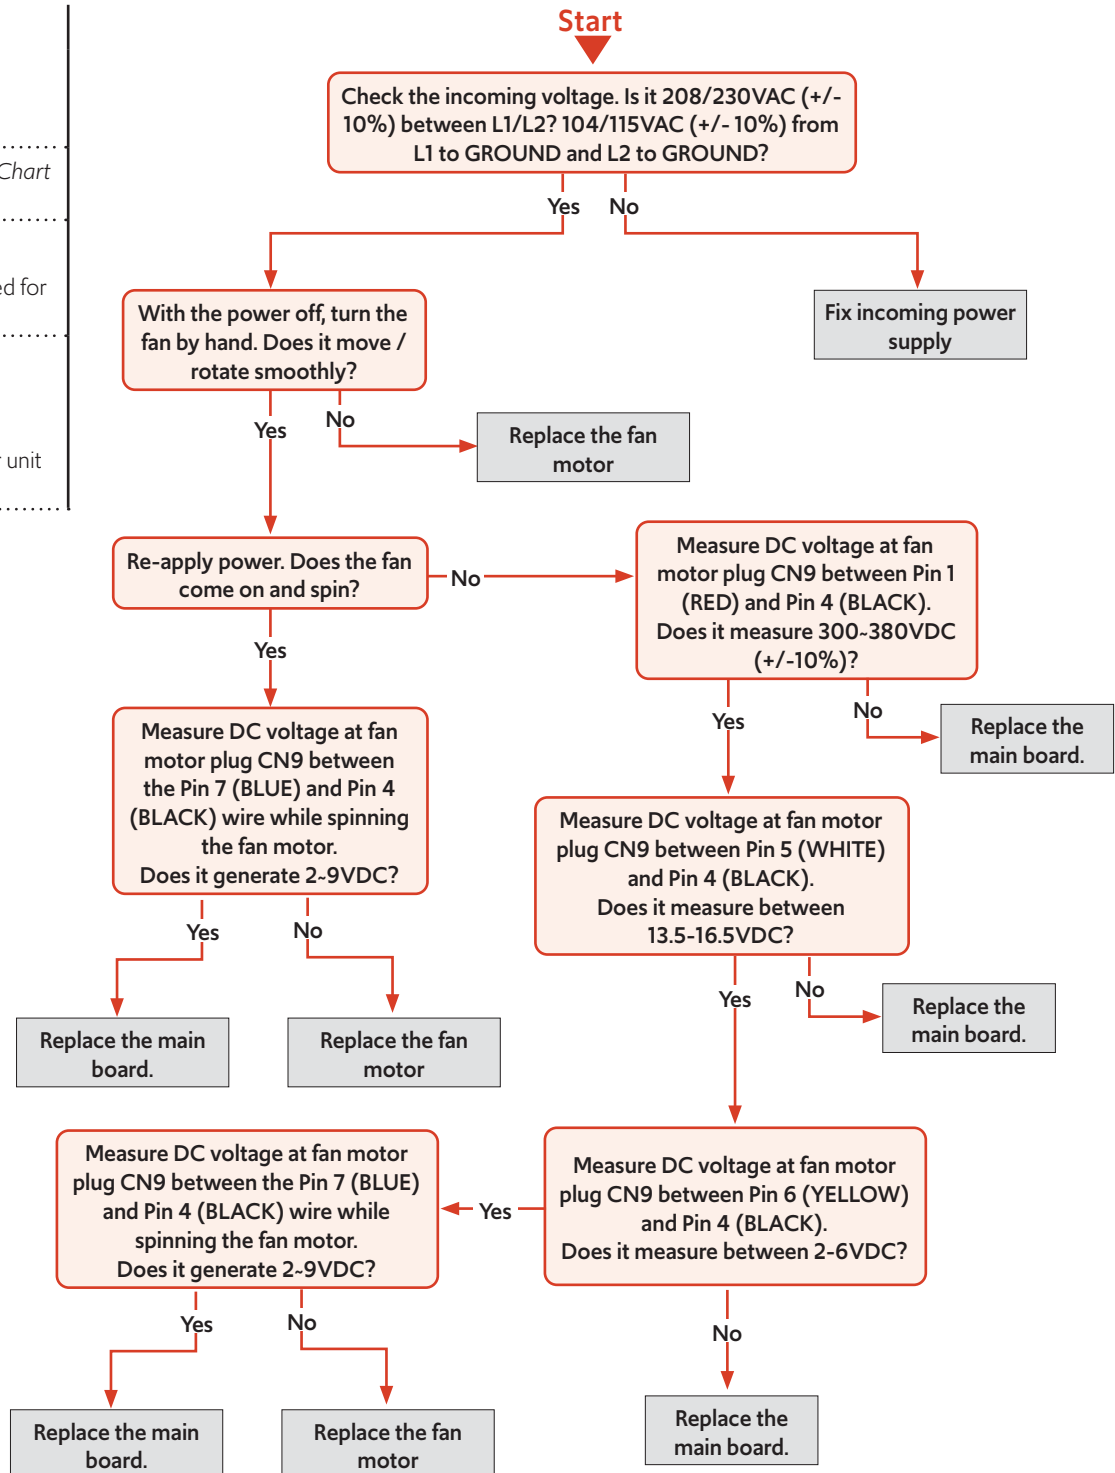 Start
Check the incoming voltage. Is it 208/230VAC (+/-
10%) between L1/L2? 104/115VAC (+/- 10%) from
L1 to GROUND and L2 to GROUND?
Chart
Yes
No
ed for
With the power off, turn the
fan by hand. Does it move /
rotate smoothly?
Fix incoming power
supply
Yes
No
Replace the fan
motor
r unit
Re-apply power. Does the fan
come on and spin?
No
Measure DC voltage at fan
motor plug CN9 between Pin 1
(RED) and Pin 4 (BLACK).
Does it measure 300~380VDC
(+/-10%)?
Yes
Yes
No
Replace the
main board.
Measure DC voltage at fan
motor plug CN9 between
the Pin 7 (BLUE) and Pin 4
(BLACK) wire while spinning
the fan motor.
Does it generate 2~9VDC?
Measure DC voltage at fan motor
plug CN9 between Pin 5 (WHITE)
and Pin 4 (BLACK).
Does it measure between
13.5-16.5VDC?
Yes
No
Yes
No
Replace the
main board.
Replace the main
board.
Replace the fan
motor
Measure DC voltage at fan motor
plug CN9 between the Pin 7 (BLUE)
and Pin 4 (BLACK) wire while
spinning the fan motor.
Does it generate 2~9VDC?
Yes
Measure DC voltage at fan motor
plug CN9 between Pin 6 (YELLOW)
and Pin 4 (BLACK).
Does it measure between 2-6VDC?
Yes
No
No
Replace the main
board.
Replace the fan
motor
Replace the
main board.